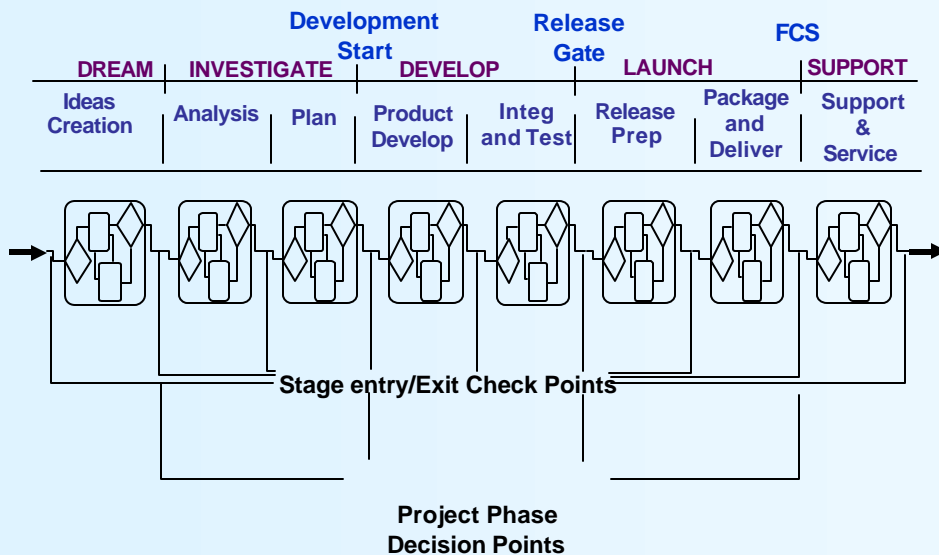 Development
Start
Release
Gate
FCS
DREAM
INVESTIGATE
DEVELOP
LAUNCH
SUPPORT
Ideas
Creation
Analysis
Plan
Product
Develop
Integ
and Test
Release
Prep
Package
and
Deliver
Support
&
Service
Stage entry/Exit Check Points
Project Phase
Decision Points